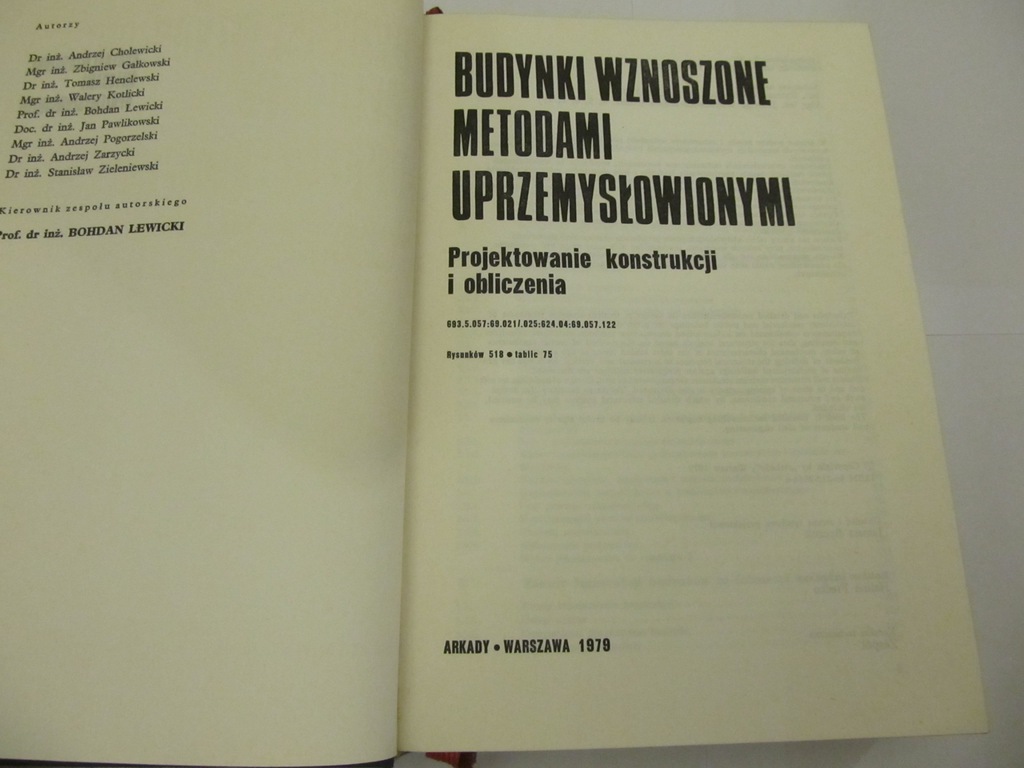 Autorzy
Dr inż. Andrzej Cholewicki
Mgr inż. Zbigniew Gałkowski
Dr inż. Tomasz Henclewski
Mgr inż. Walery Kotlicki
Prof. dr inż. Bohdan Lewicki
Doc. dr inż. Jan Pawlikowski
Mgr inż. Andrzej Pogorzelski
Dr inż. Andrzej Zarzycki
Dr inż. Stanisław Zieleniewski
Kierownik zespołu autorskiego
Prof. dr inż. BOHDAN LEWICKI
BUDYNKI WZNOSZONE
METODAMI
UPRZEMYSŁOWIONYMI
Projektowanie konstrukcji
i obliczenia
693.5.057:69.021/.025:624.04:69.057.122
Rysunków 518 • tablic 75
ARKADY • WARSZAWA 1979